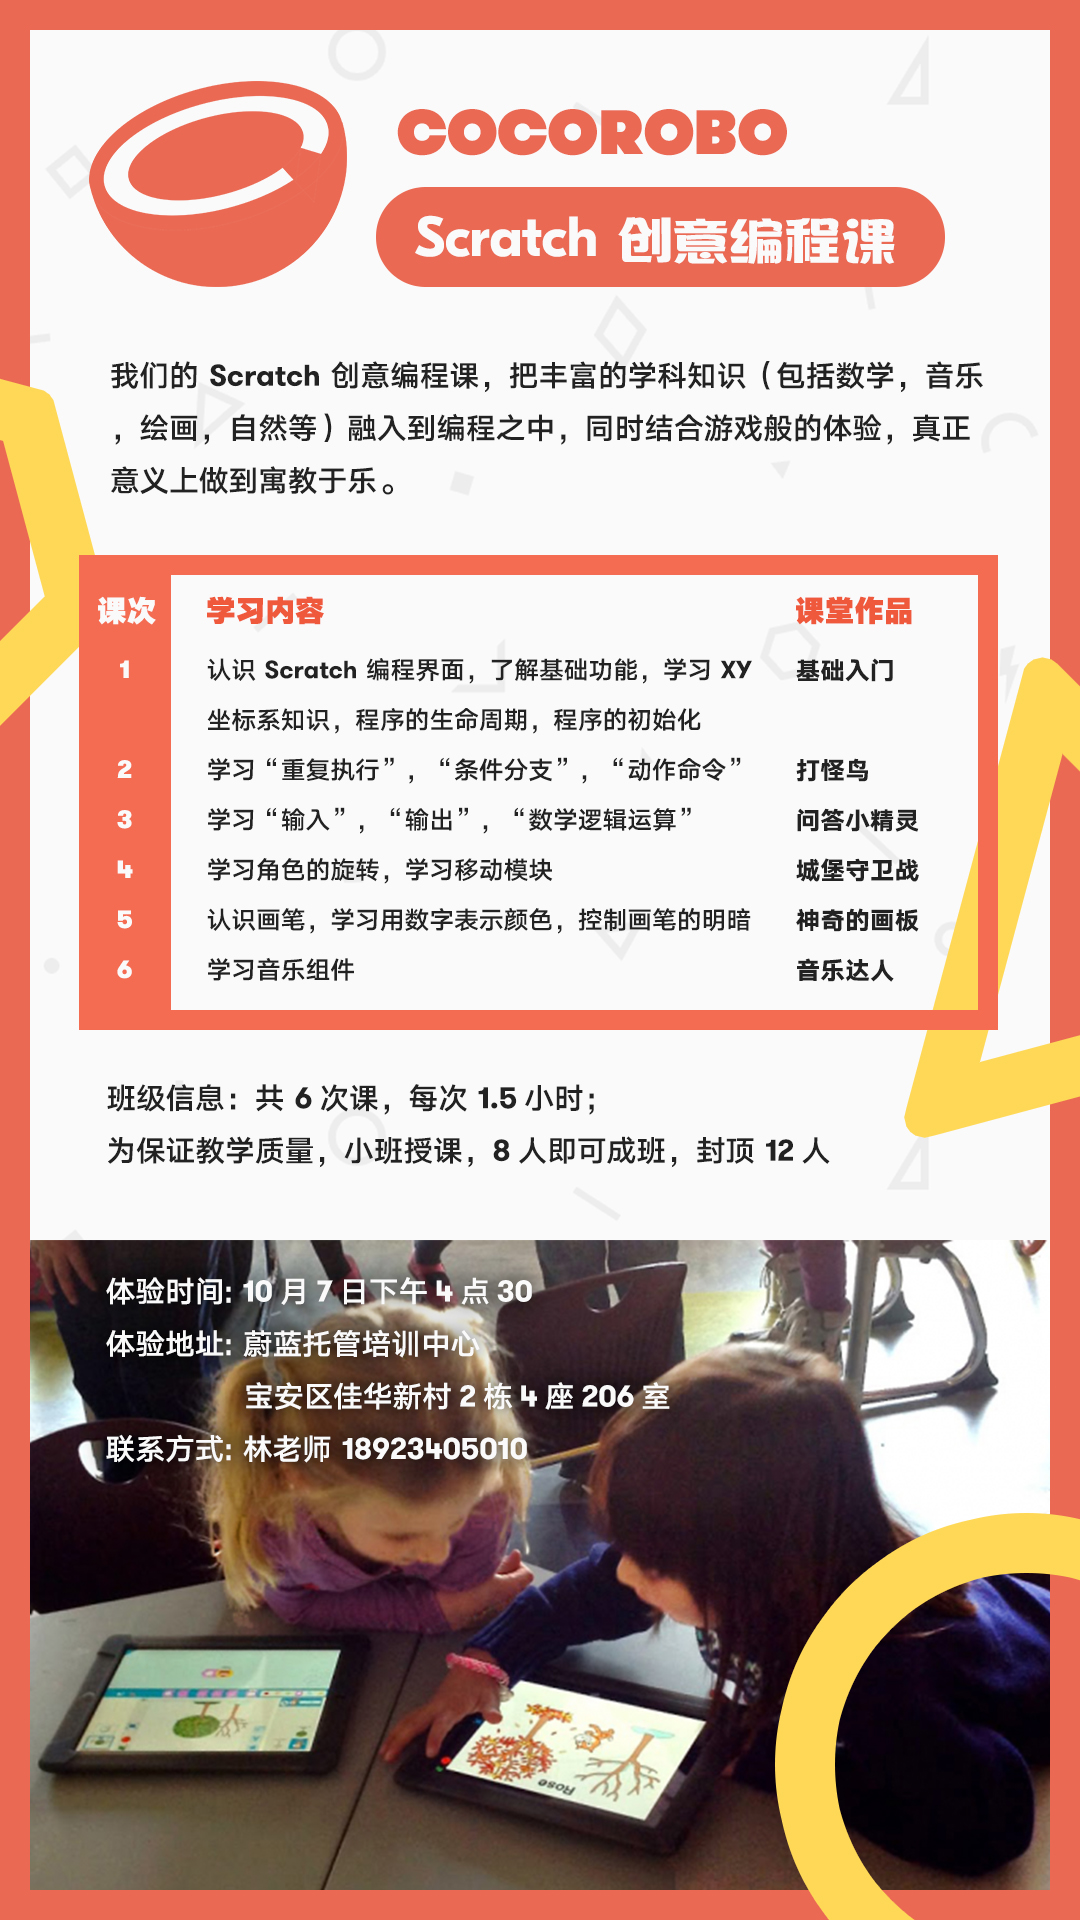 COCOROBO
Scratch 创意编程课
我们的 Scratch 创意编程课，把丰富的学科知识（包括数学，音乐
，绘画，自然等）融入到编程之中，同时结合游戏般的体验，真正
意义上做到寓教于乐。
课次 学习内容 课堂作品
1 认识 Scratch 编程界面，了解基础功能，学习 XY 基础入门
坐标系知识，程序的生命周期，程序的初始化
2 学习“重复执行”，“条件分支”，“动作命令” 打怪鸟
3 学习“输入”，“输出”，“数学逻辑运算” 问答小精灵
4 学习角色的旋转，学习移动模块 城堡守卫战
5 认识画笔，学习用数字表示颜色，控制画笔的明暗 神奇的画板
6 学习音乐组件 音乐达人
班级信息：共 6 次课，每次 1.5 小时；
为保证教学质量，小班授课，8 人即可成班，封顶 12 人
体验时间: 10 月 7 日下午 4 点 30
体验地址: 蔚蓝托管培训中心
宝安区佳华新村 2 栋 4 座 206 室
联系方式: 林老师 18923405010
Rose